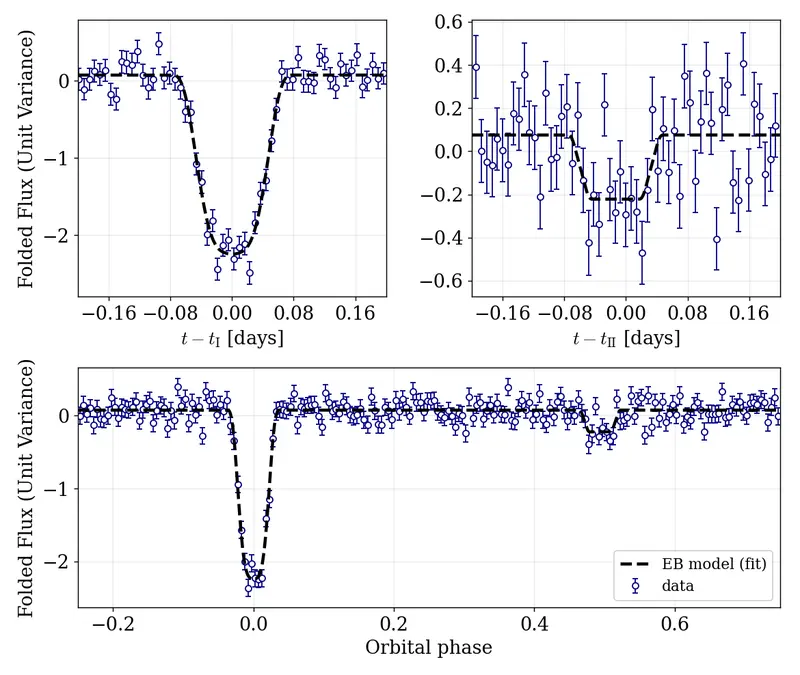 Folded Flux (Unit Variance)
0
−1
−2
−0.16 −0.08 0.00 0.08 0.16
t − t_I [days]
0.6
0.4
0.2
0.0
−0.2
−0.4
−0.6
−0.16 −0.08 0.00 0.08 0.16
t − t_II [days]
Folded Flux (Unit Variance)
0
−1
−2
EB model (fit)
data
−0.2 0.0 0.2 0.4 0.6
Orbital phase